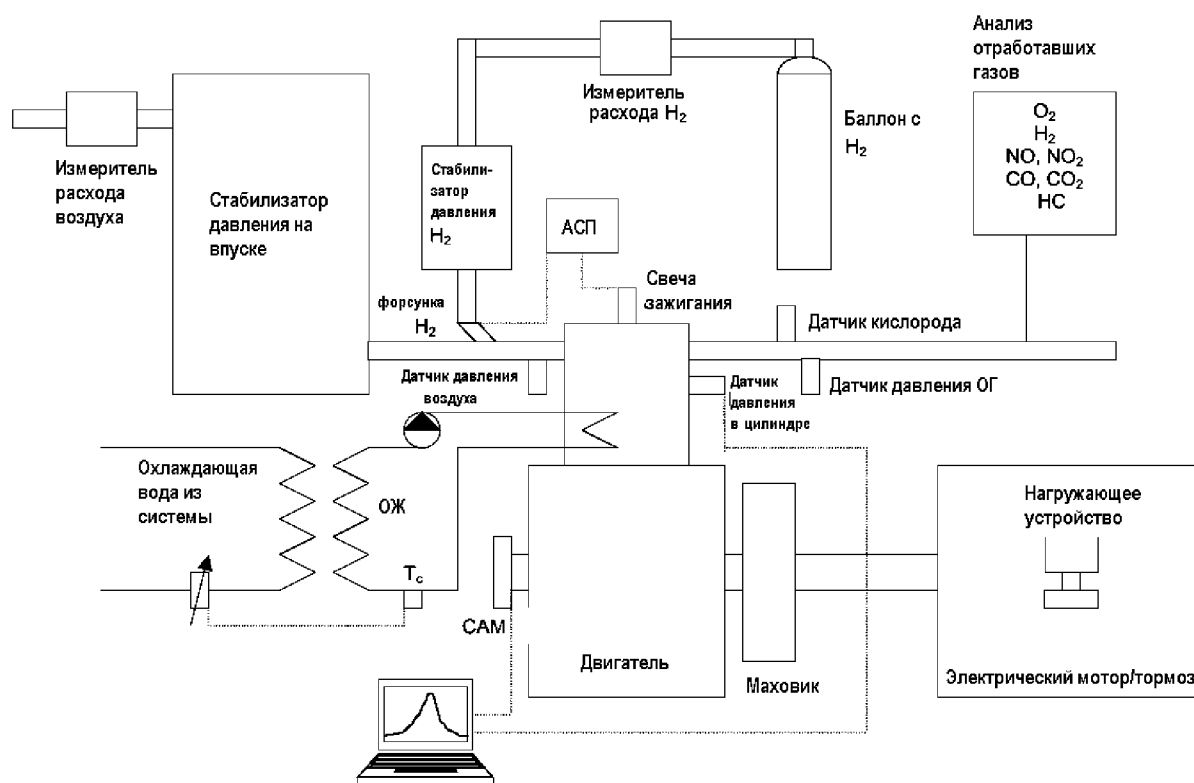 Анализ
отработавших
газов
Измеритель
расхода H₂
Баллон с
H₂
O₂
H₂
NO, NO₂
CO, CO₂
HC
Измеритель
расхода
воздуха
Стабилизатор
давления на
впуске
Стабили-
затор
давления
H₂
АСП
Свеча
зажигания
форсунка
H₂
Датчик кислорода
Датчик давления
воздуха
Датчик
давления
в цилиндре
Датчик давления ОГ
Охлаждающая
вода из
системы
ОЖ
Tc
САМ
Двигатель
Маховик
Нагружающее
устройство
Электрический мотор/тормоз